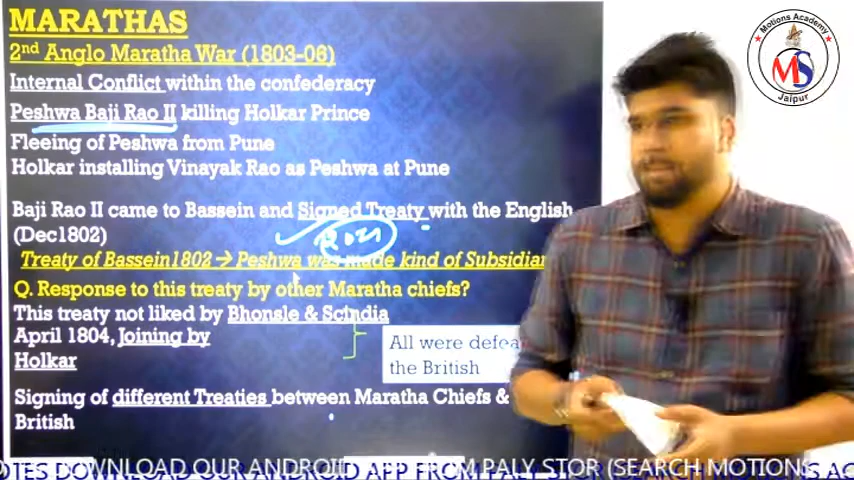 MARATHAS
2nd Anglo Maratha War (1803-06)
Internal Conflict within the confederacy
Peshwa Baji Rao II killing Holkar Prince
Fleeing of Peshwa from Pune
Holkar installing Vinayak Rao as Peshwa at Pune
Baji Rao II came to Bassein and Signed Treaty with the English
(Dec1802)
Treaty of Bassein1802 → Peshwa was made kind of Subsidiar
Q. Response to this treaty by other Maratha chiefs?
This treaty not liked by Bhonsle & Scindia
April 1804, Joining by
Holkar
All were defea
the British
Signing of different Treaties between Maratha Chiefs &
British
Motions Academy
MS
Jaipur
OTES DOWNLOAD OUR ANDROID APP FROM PALY STOR (SEARCH MOTIONS AC